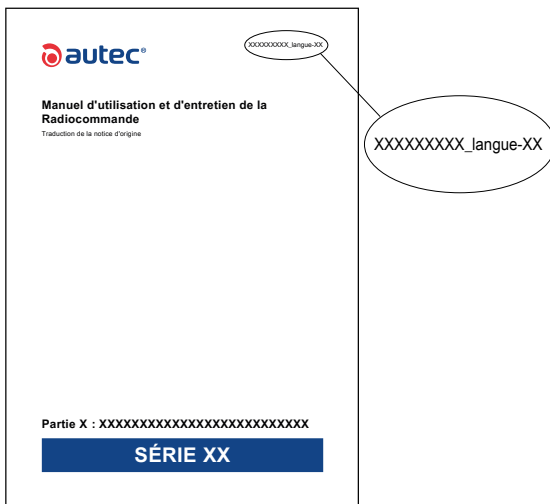 autec®
XXXXXXXXX_langue-XX
Manuel d'utilisation et d'entretien de la
Radiocommande
Traduction de la notice d'origine
XXXXXXXXX_langue-XX
Partie X : XXXXXXXXXXXXXXXXXXXXXXXXXX
SÉRIE XX